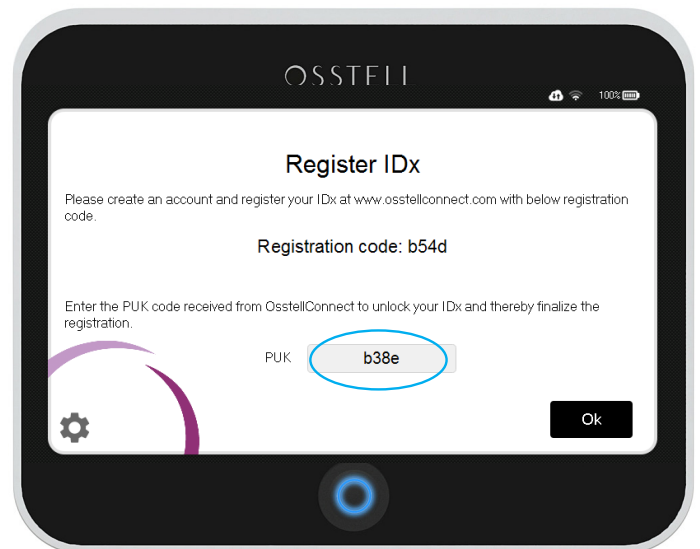 OSSTELL
100%
Register IDx
Please create an account and register your IDx at www.osstellconnect.com with below registration
code.
Registration code: b54d
Enter the PUK code received from OsstellConnect to unlock your IDx and thereby finalize the
registration.
PUK b38e
Ok